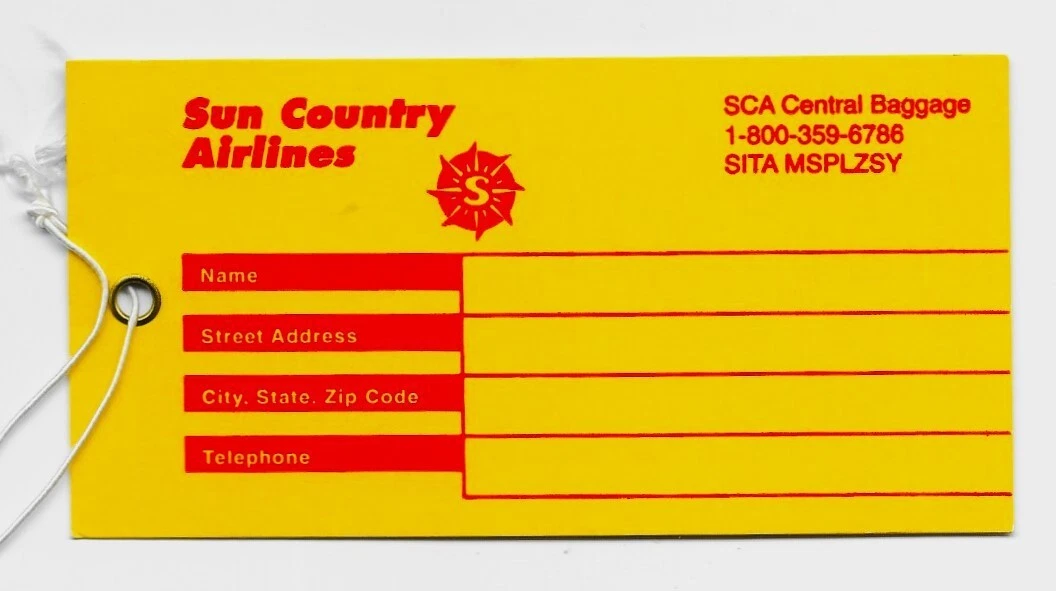 Sun Country
Airlines
S
SCA Central Baggage
1-800-359-6786
SITA MSPLZSY
Name
Street Address
City. State. Zip Code
Telephone